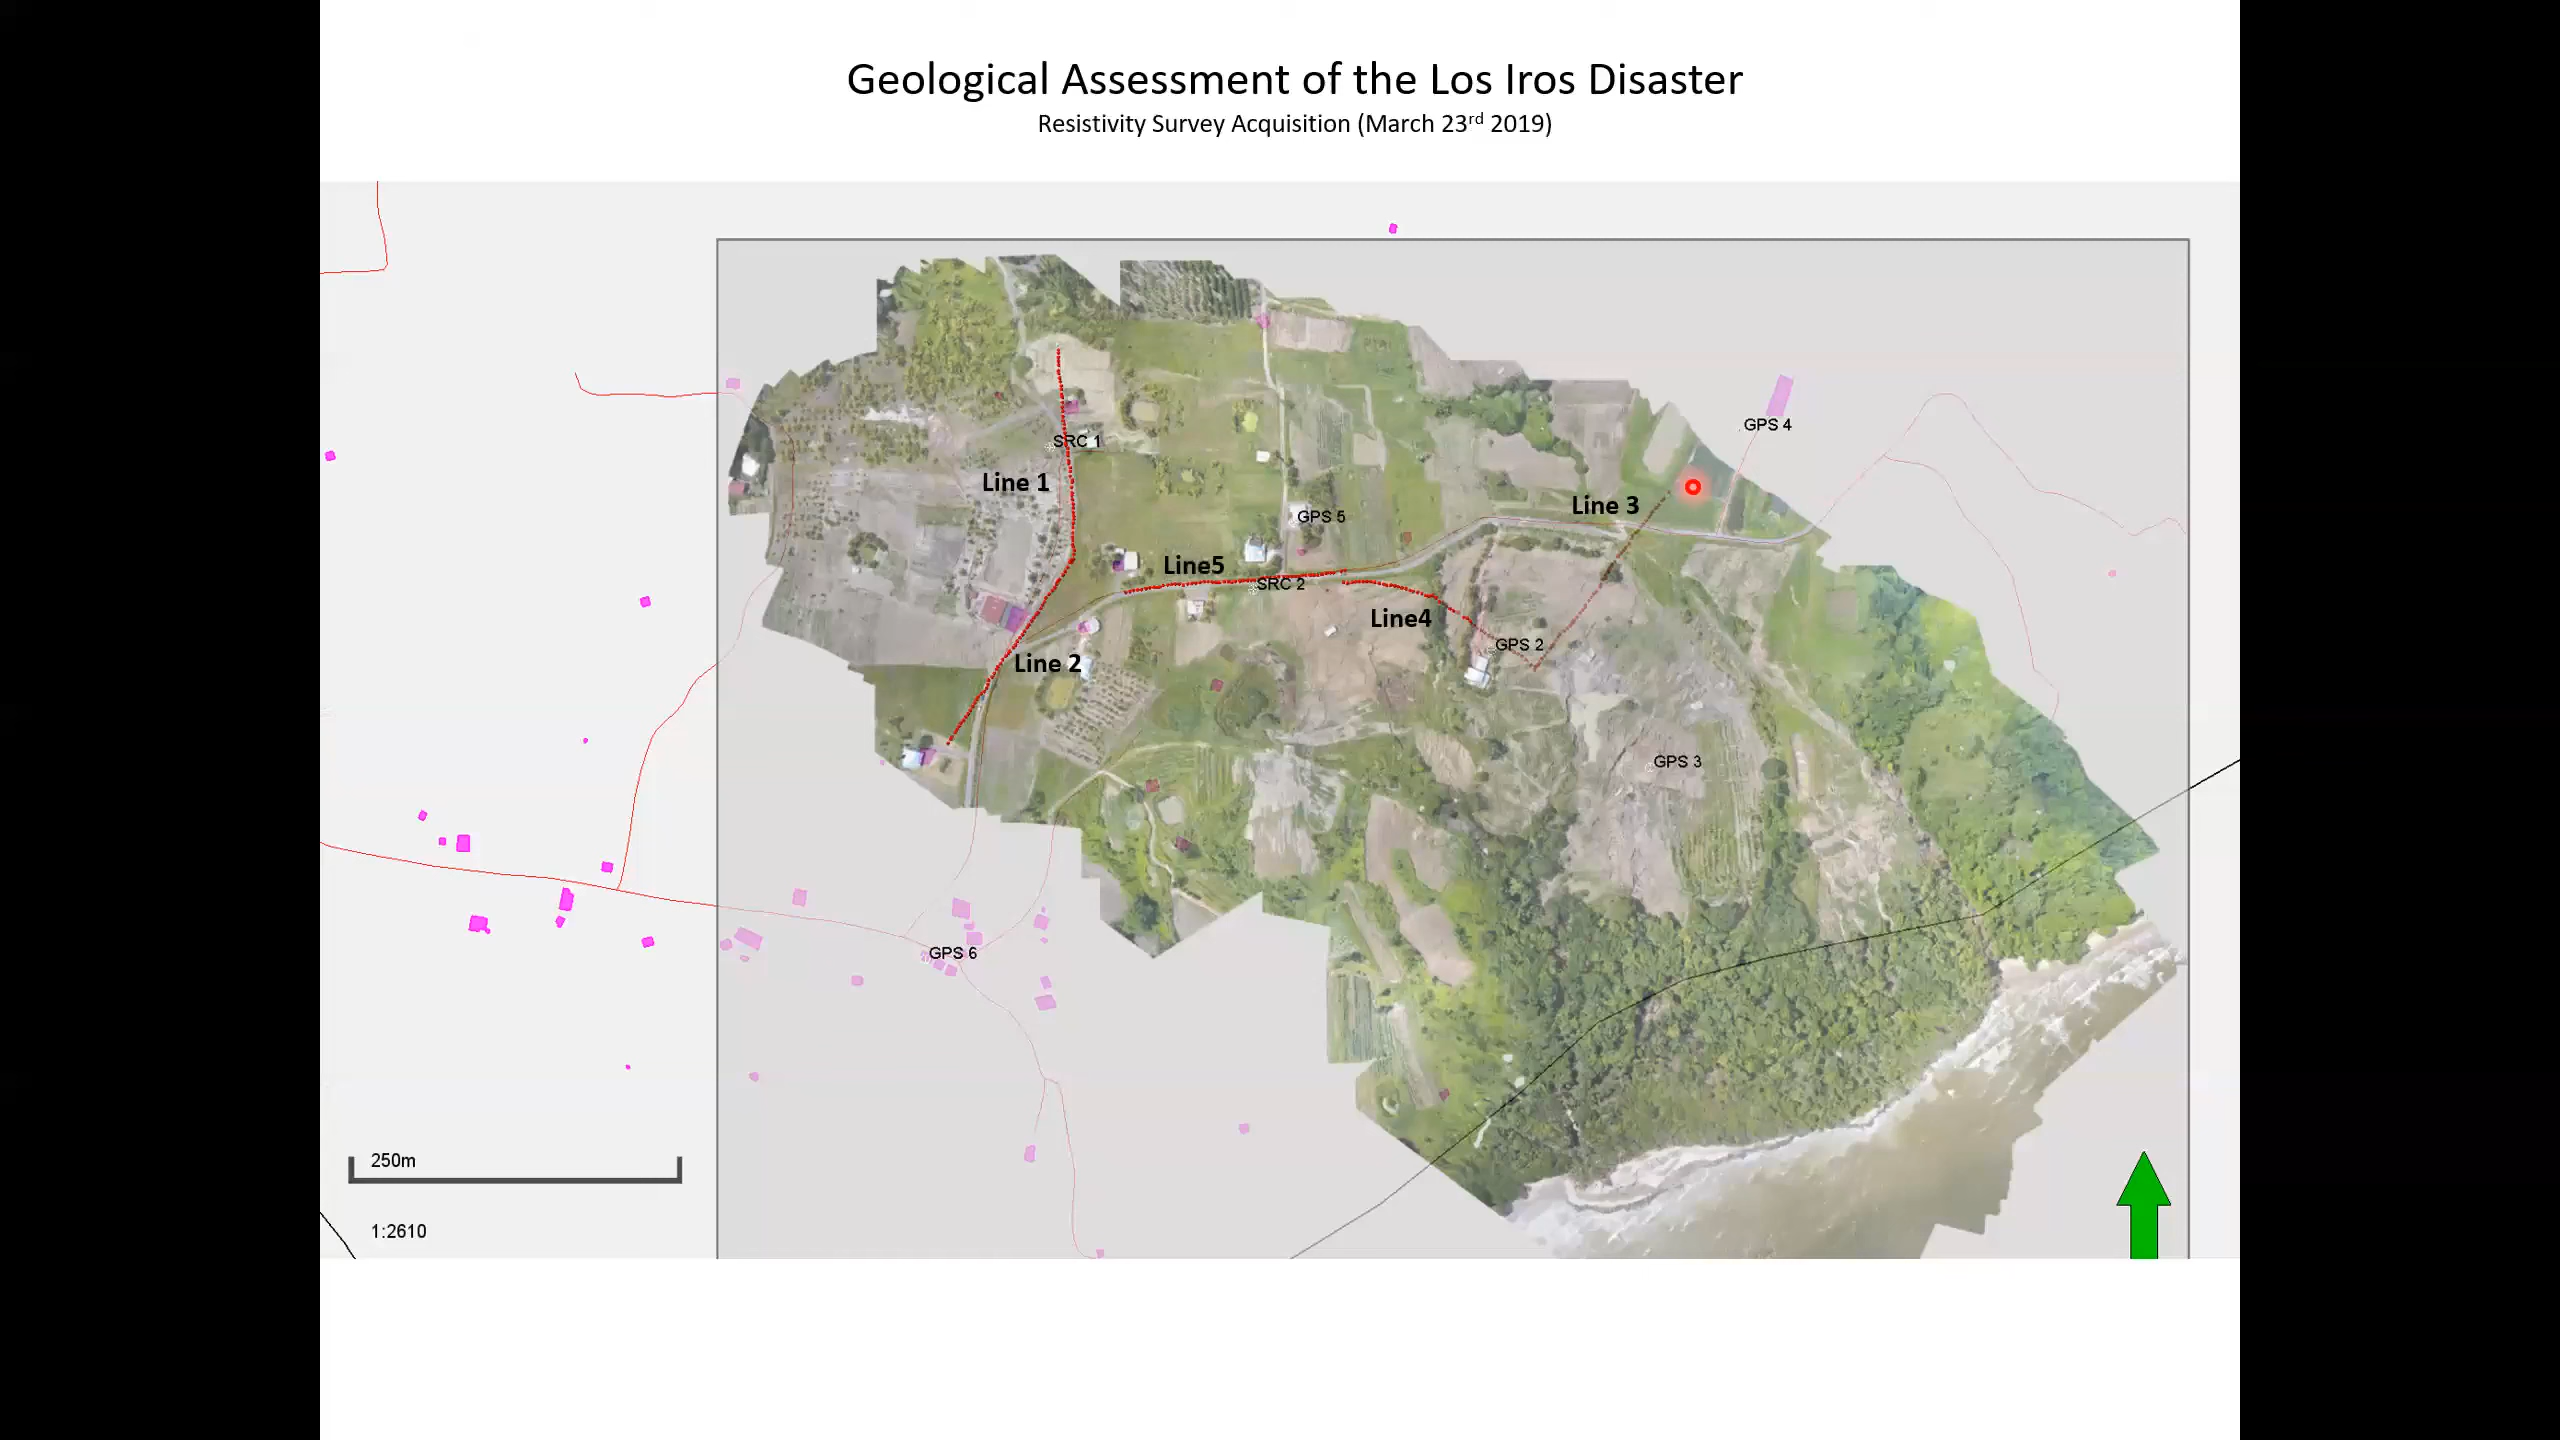 Geological Assessment of the Los Iros Disaster
Resistivity Survey Acquisition (March 23rd 2019)
GPS 4
SRC 1
Line 1
Line 3
GPS 5
Line5
SRC 2
Line4
GPS 2
Line 2
GPS 3
GPS 6
250m
1:2610